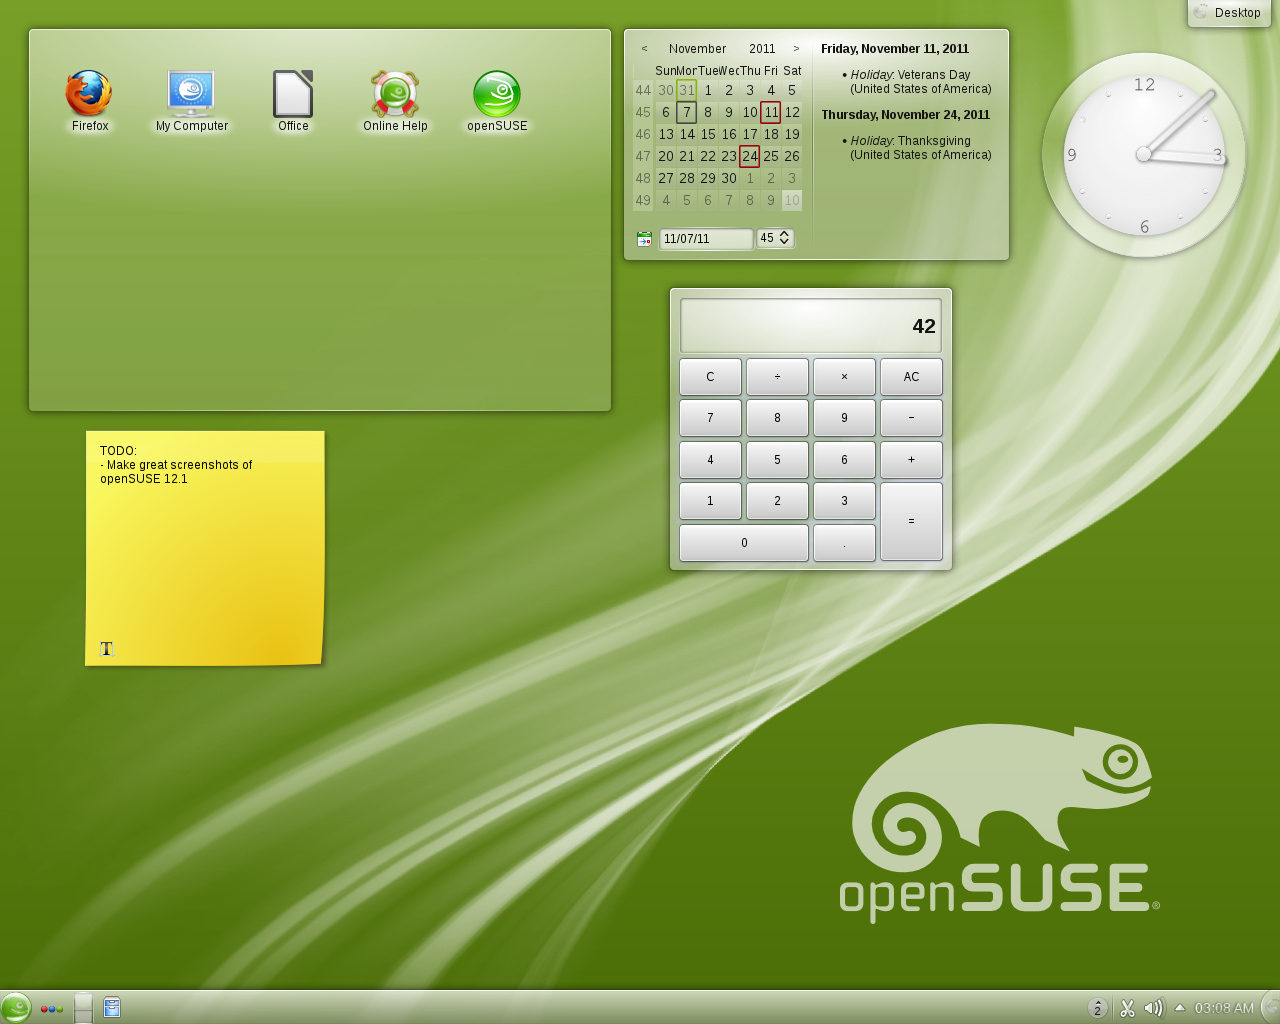 Desktop
Firefox
My Computer
Office
Online Help
openSUSE
< November 2011 >
Sun Mon Tue Wed Thu Fri Sat
44 30 31 1 2 3 4 5
45 6 7 8 9 10 11 12
46 13 14 15 16 17 18 19
47 20 21 22 23 24 25 26
48 27 28 29 30 1 2 3
49 4 5 6 7 8 9 10
11/07/11 45
Friday, November 11, 2011
• Holiday: Veterans Day
(United States of America)
Thursday, November 24, 2011
• Holiday: Thanksgiving
(United States of America)
12
9 3
6
42
C ÷ × AC
7 8 9 −
4 5 6 +
1 2 3
=
0 .
TODO:
- Make great screenshots of
openSUSE 12.1
T
openSUSE®
2 03:08 AM